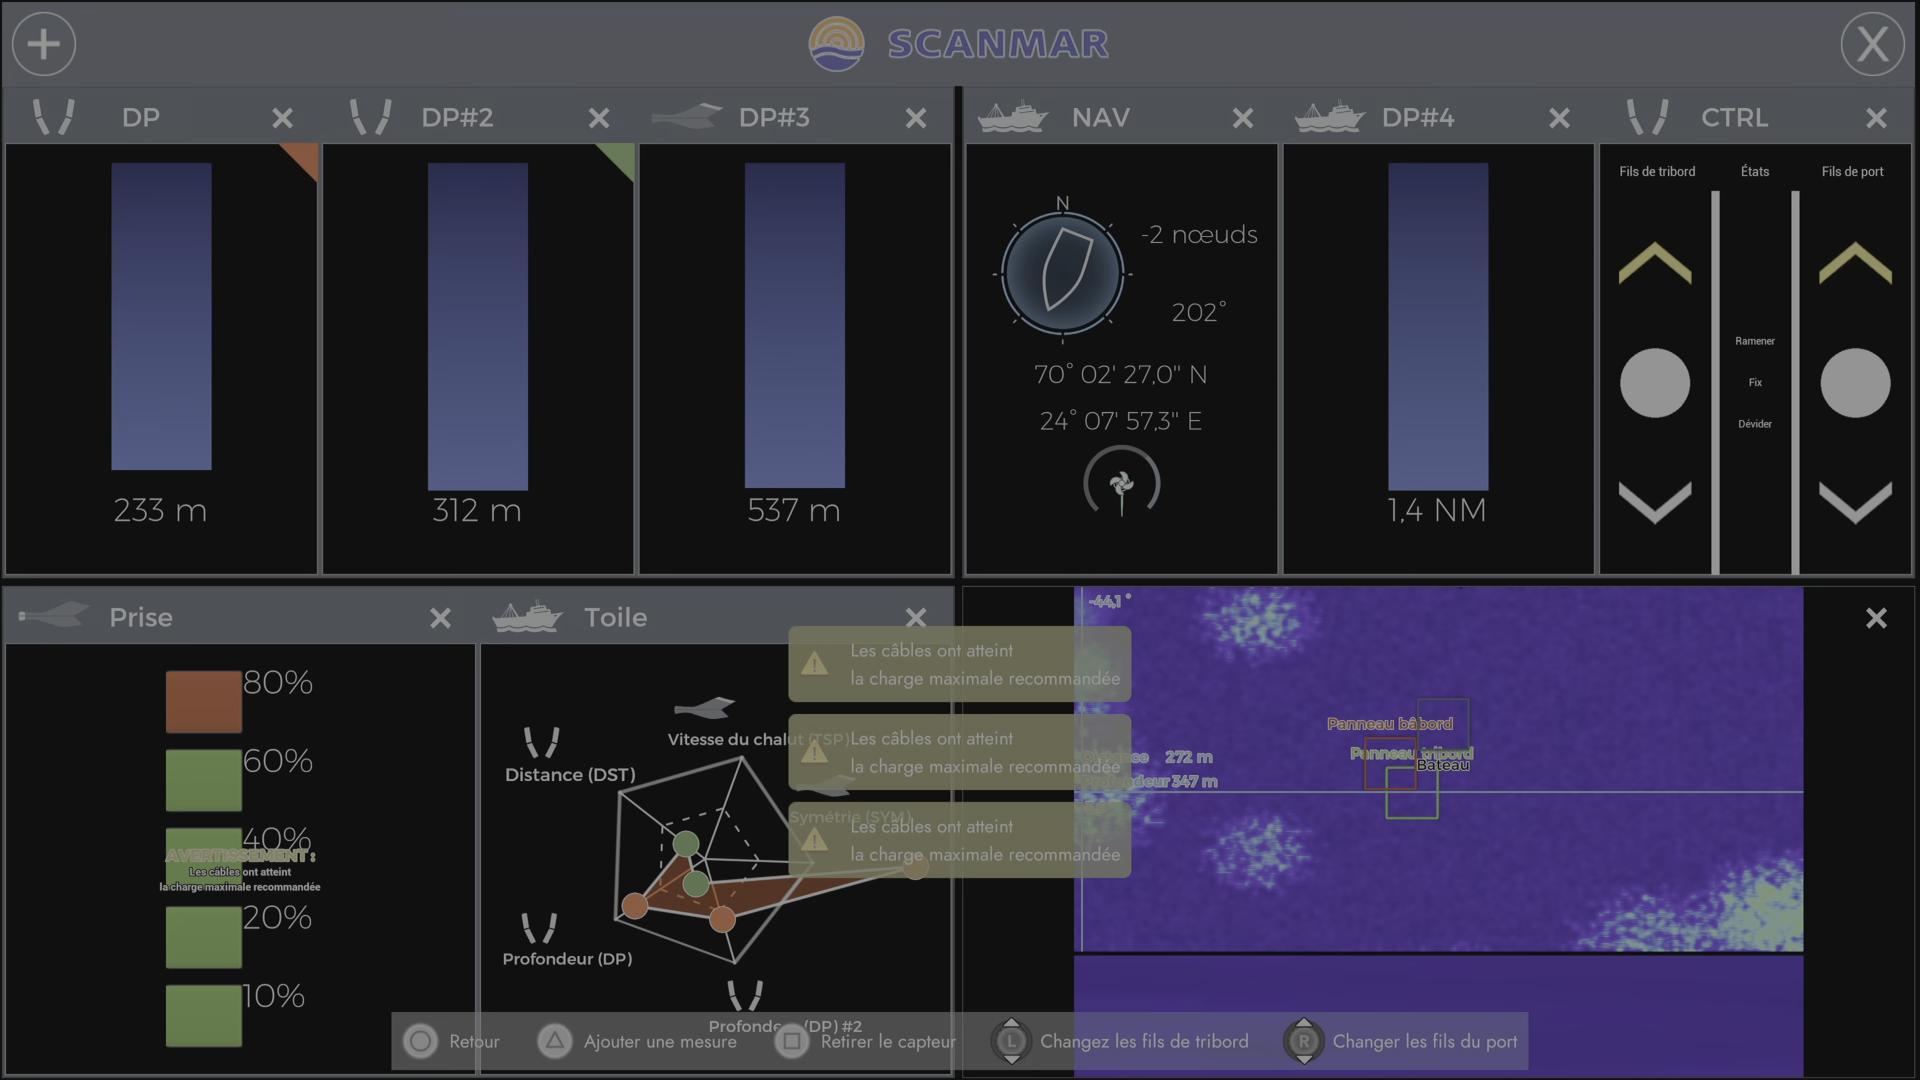 SCANMAR
X
DP
DP#2
DP#3
NAV
DP#4
CTRL
233 m
312 m
537 m
N
-2 nœuds
202°
70° 02' 27,0" N
24° 07' 57,3" E
1,4 NM
Fils de tribord
États
Fils de port
Ramener
Fix
Dévider
Prise
Toile
80%
60%
40%
AVERTISSEMENT :
Les câbles ont atteint
la charge maximale recommandée
20%
10%
Vitesse du chalut (TSP)
Distance (DST)
Symétrie (SYM)
Profondeur (DP)
(DP) #2
Les câbles ont atteint
la charge maximale recommandée
Les câbles ont atteint
la charge maximale recommandée
Les câbles ont atteint
la charge maximale recommandée
-44,1 °
Panneau bâbord
Panneau tribord
Bateau
272 m
347 m
Retour
Ajouter une mesure
Retirer le capteur
L
Changez les fils de tribord
R
Changer les fils du port